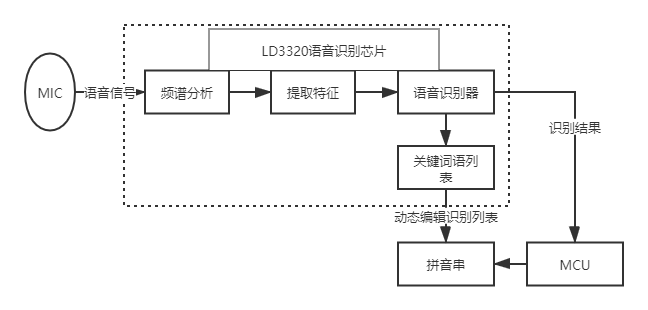 LD3320语音识别芯片
MIC
语音信号
频谱分析
提取特征
语音识别器
识别结果
关键词语列
表
动态编辑识别列表
拼音串
MCU